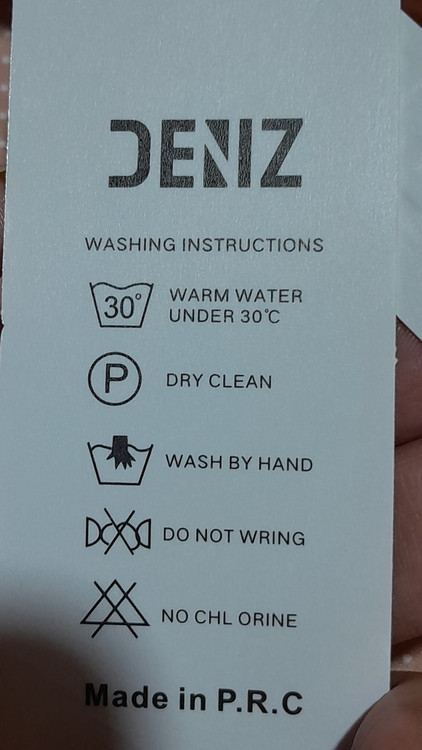 DENZ
WASHING INSTRUCTIONS
30°
WARM WATER
UNDER 30℃
P
DRY CLEAN
WASH BY HAND
DO NOT WRING
NO CHL ORINE
Made in P.R.C